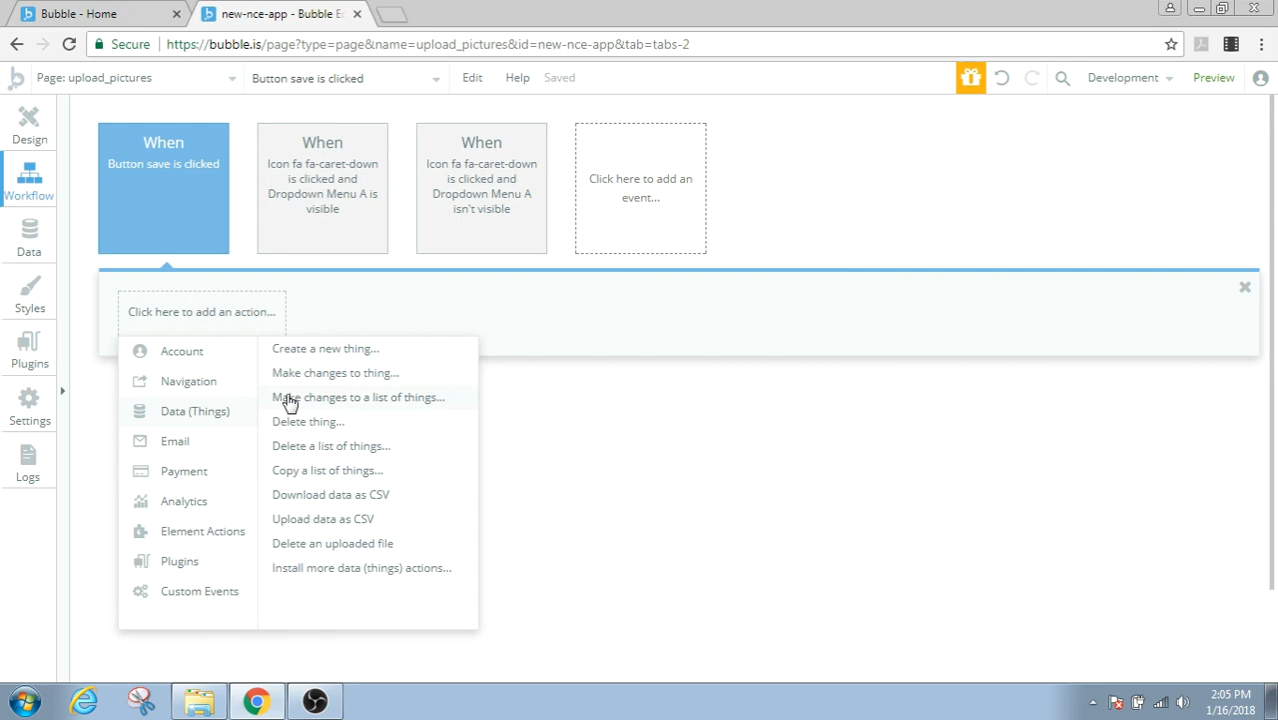 Bubble - Home
new-nce-app - Bubble Ed
Secure
https://bubble.is/page?type=page&name=upload_pictures&id=new-nce-app&tab=tabs-2
Page: upload_pictures
Button save is clicked
Edit
Help
Saved
Development
Preview
Design
Workflow
Data
Styles
Plugins
Settings
Logs
When
Button save is clicked
When
Icon fa fa-caret-down
is clicked and
Dropdown Menu A is
visible
When
Icon fa fa-caret-down
is clicked and
Dropdown Menu A
isn't visible
Click here to add an
event...
Click here to add an action...
Account
Navigation
Data (Things)
Email
Payment
Analytics
Element Actions
Plugins
Custom Events
Create a new thing...
Make changes to thing...
Make changes to a list of things...
Delete thing...
Delete a list of things...
Copy a list of things...
Download data as CSV
Upload data as CSV
Delete an uploaded file
Install more data (things) actions...
2:05 PM
1/16/2018